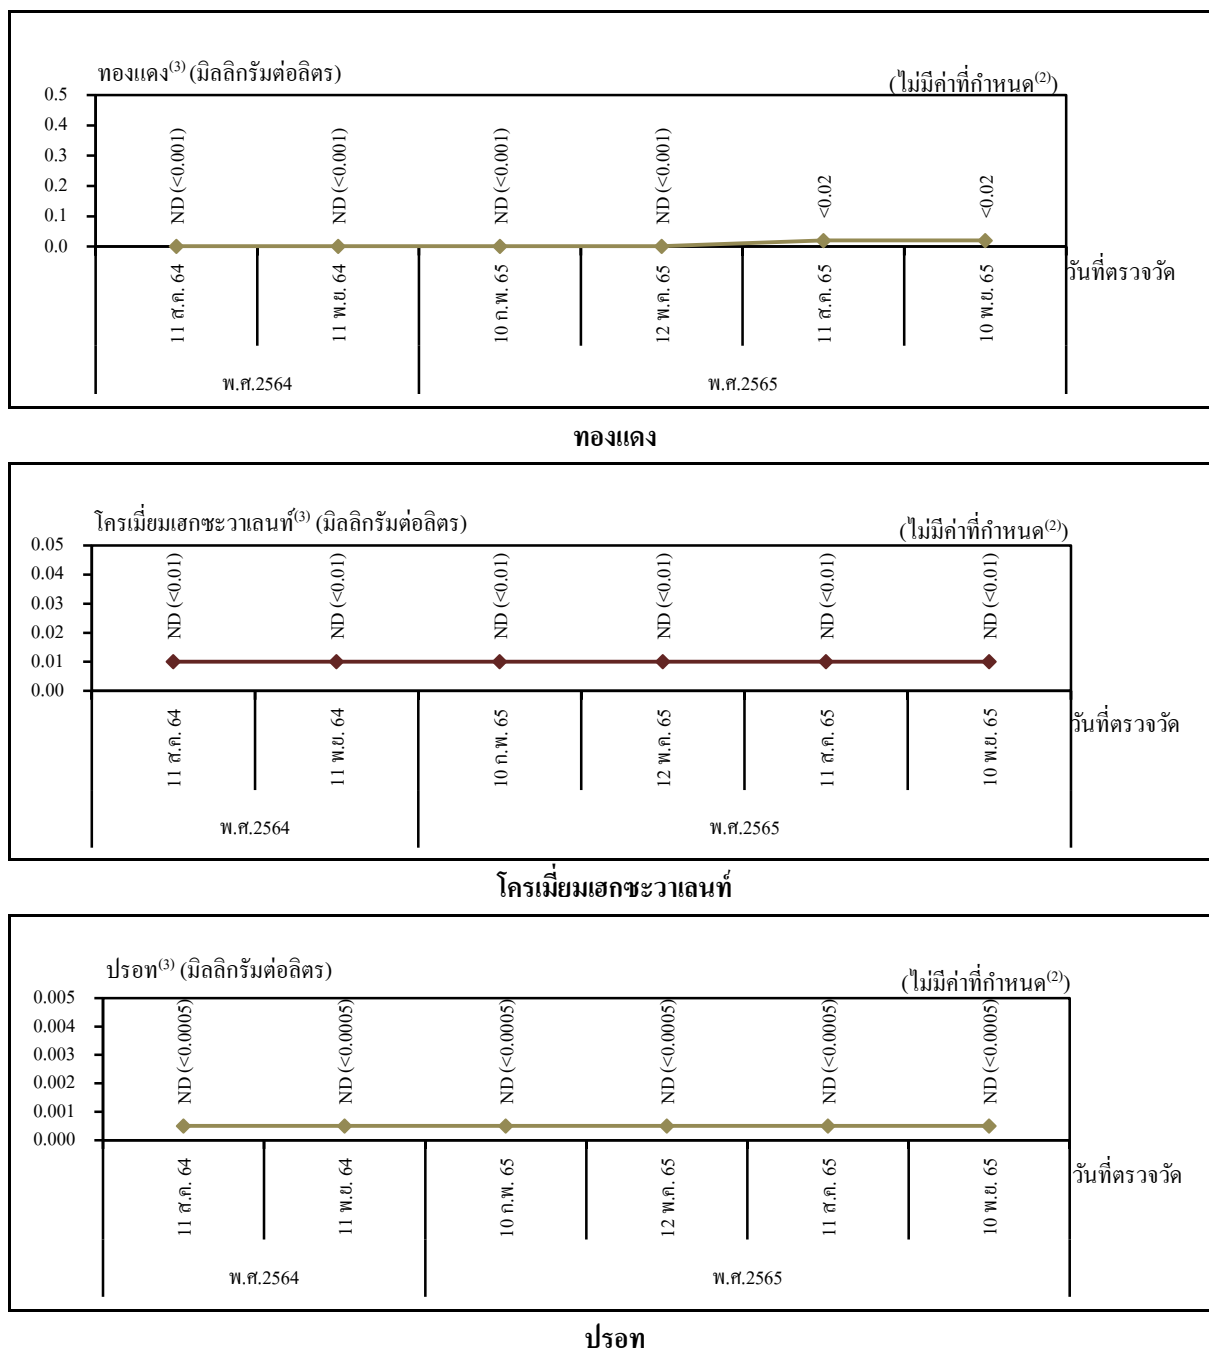 ทองแดง(3) (มิลลิกรัมต่อลิตร)
(ไม่มีค่าที่กำหนด(2))
0.5
0.4
0.3
0.2
0.1
0.0
ND (<0.001)
ND (<0.001)
ND (<0.001)
ND (<0.001)
<0.02
<0.02
วันที่ตรวจวัด
11 ส.ค. 64
11 พ.ย. 64
10 ก.พ. 65
12 พ.ค. 65
11 ส.ค. 65
10 พ.ย. 65
พ.ศ.2564
พ.ศ.2565
ทองแดง
โครเมี่ยมเฮกซะวาเลนท์(3) (มิลลิกรัมต่อลิตร)
(ไม่มีค่าที่กำหนด(2))
0.05
0.04
0.03
0.02
0.01
0.00
ND (<0.01)
ND (<0.01)
ND (<0.01)
ND (<0.01)
ND (<0.01)
ND (<0.01)
วันที่ตรวจวัด
11 ส.ค. 64
11 พ.ย. 64
10 ก.พ. 65
12 พ.ค. 65
11 ส.ค. 65
10 พ.ย. 65
พ.ศ.2564
พ.ศ.2565
โครเมี่ยมเฮกซะวาเลนท์
ปรอท(3) (มิลลิกรัมต่อลิตร)
(ไม่มีค่าที่กำหนด(2))
0.005
0.004
0.003
0.002
0.001
0.000
ND (<0.0005)
ND (<0.0005)
ND (<0.0005)
ND (<0.0005)
ND (<0.0005)
ND (<0.0005)
วันที่ตรวจวัด
11 ส.ค. 64
11 พ.ย. 64
10 ก.พ. 65
12 พ.ค. 65
11 ส.ค. 65
10 พ.ย. 65
พ.ศ.2564
พ.ศ.2565
ปรอท